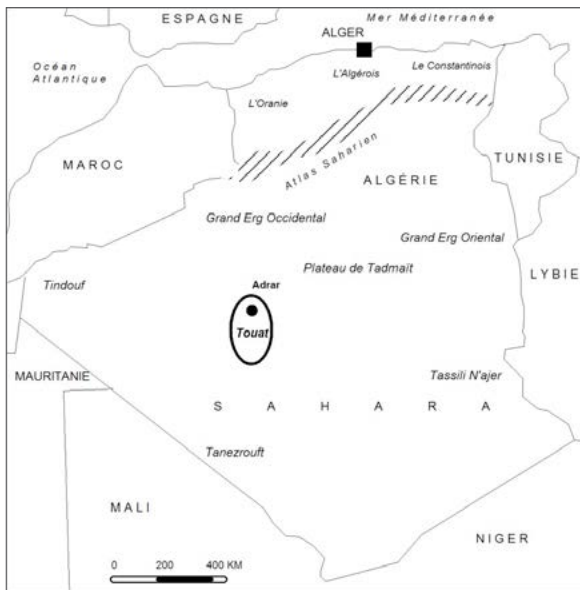 ESPAGNE
Mer Méditerranée
ALGER
Océan
Atlantique
L'Algérois
Le Constantinois
L'Oranie
MAROC
Atlas Saharien
TUNISIE
ALGÉRIE
Grand Erg Occidental
Grand Erg Oriental
Plateau de Tadmaït
LYBIE
Tindouf
Adrar
Touat
MAURITANIE
Tassili N'ajer
SAHARA
Tanezrouft
MALI
NIGER
0 200 400 KM